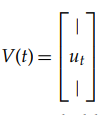 V(t) = [ | u_t | ]